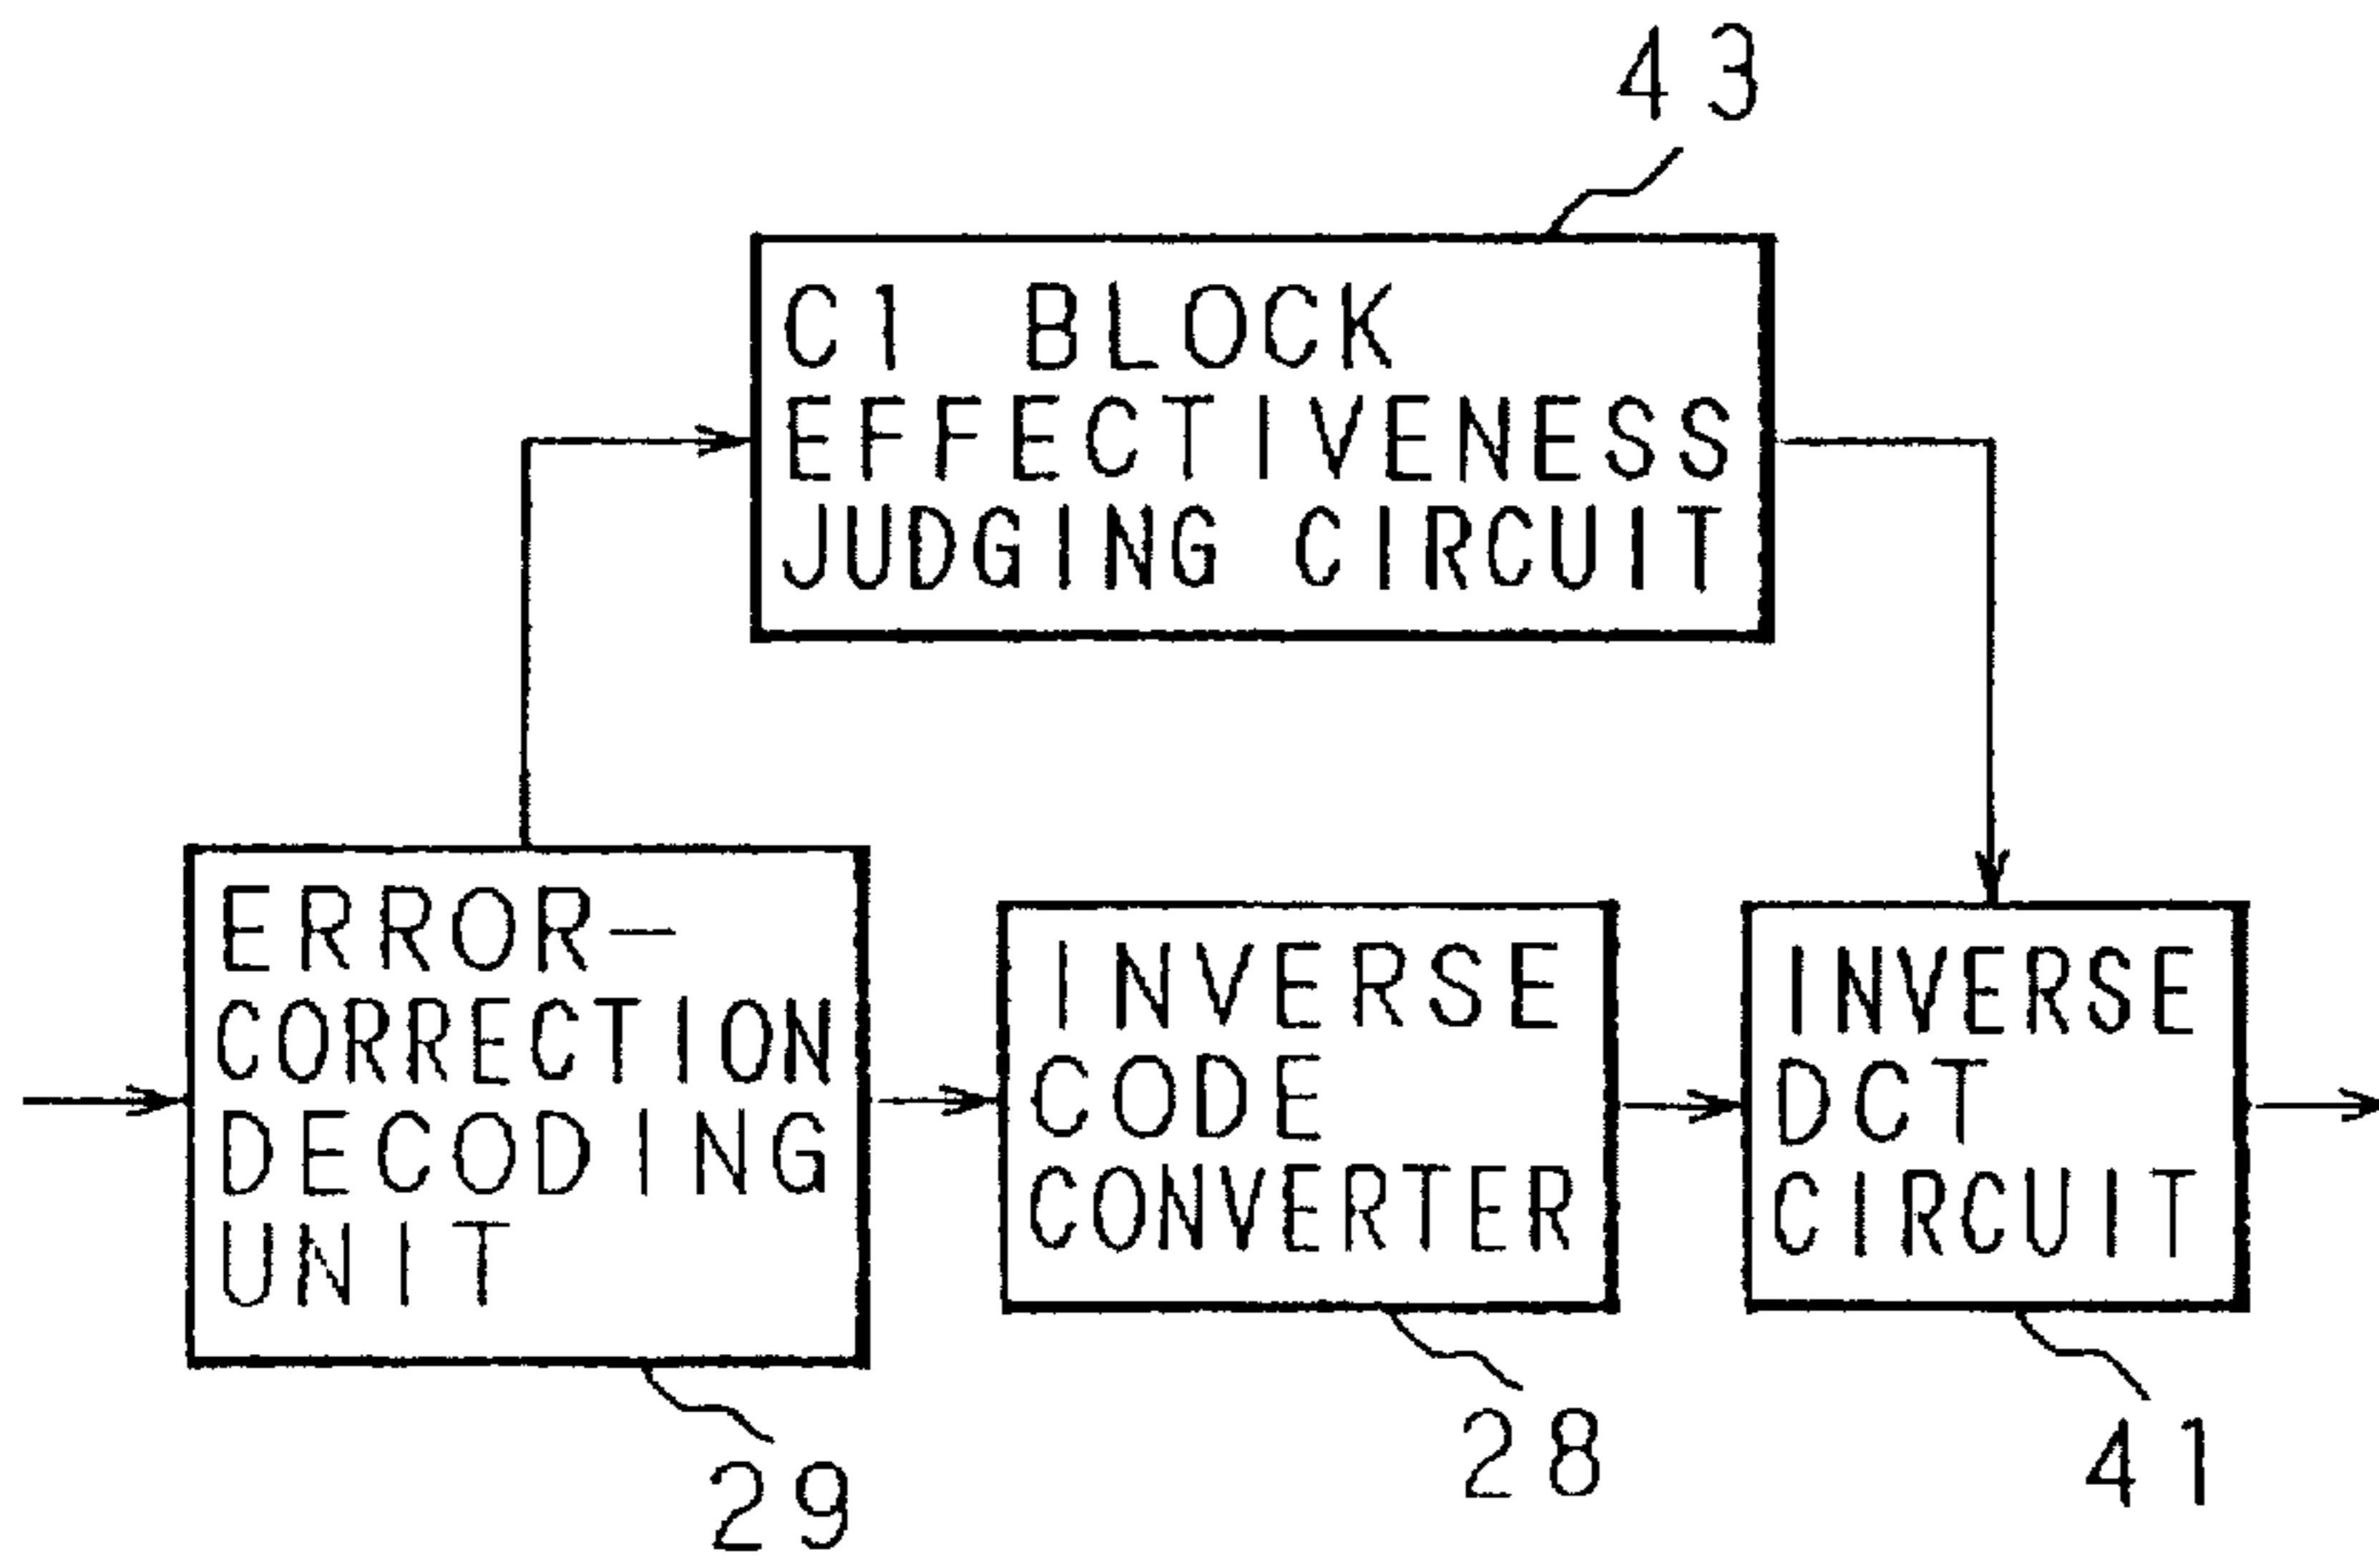 43
C1 BLOCK
EFFECTIVENESS
JUDGING CIRCUIT
ERROR-
CORRECTION
DECODING
UNIT
29
INVERSE
CODE
CONVERTER
28
INVERSE
DCT
CIRCUIT
41